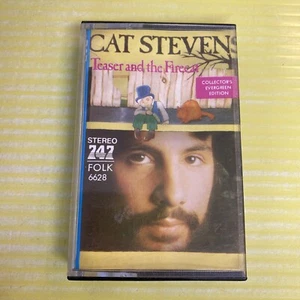 CAT STEVENS
Teaser and the Firecat
COLLECTOR'S
EVERGREEN
EDITION
STEREO
747
FOLK
6628